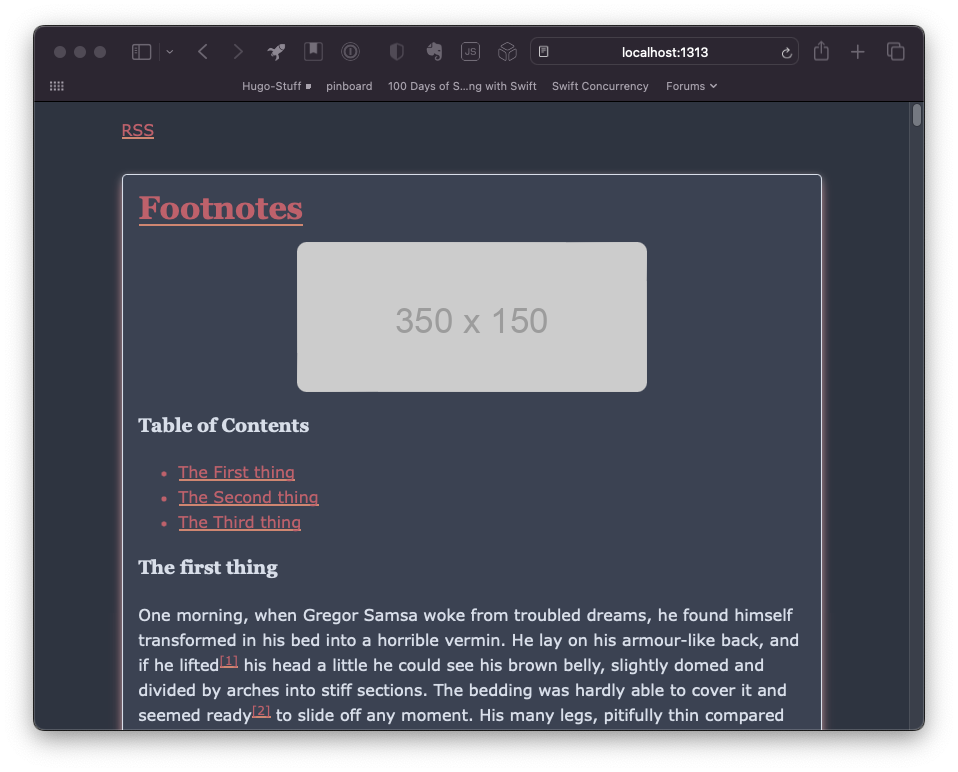 JS
localhost:1313
Hugo-Stuff pinboard 100 Days of S...ng with Swift Swift Concurrency Forums
RSS
Footnotes
350 x 150
Table of Contents
• The First thing
• The Second thing
• The Third thing
The first thing
One morning, when Gregor Samsa woke from troubled dreams, he found himself
transformed in his bed into a horrible vermin. He lay on his armour-like back, and
if he lifted[1] his head a little he could see his brown belly, slightly domed and
divided by arches into stiff sections. The bedding was hardly able to cover it and
seemed ready[2] to slide off any moment. His many legs, pitifully thin compared